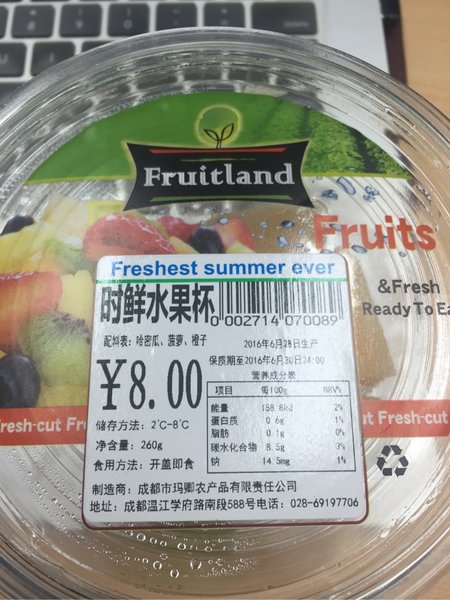 Fruitland
Fruits
&Fresh
Ready To Ea
Freshest summer ever
时鲜水果杯
0 002714 070089
配料表：哈密瓜、菠萝、橙子
2016年6月28日生产
保质期至2016年6月30日24:00
¥8.00
营养成分表
项目 每100g NRV%
能量 158.8kJ 2%
蛋白质 0.6g 1%
脂肪 0.1g 0%
碳水化合物 8.5g 3%
钠 14.5mg 1%
储存方法：2℃-8℃
净含量：260g
食用方法：开盖即食
制造商：成都市玛卿农产品有限责任公司
地址：成都温江学府路南段588号电话：028-69197706
resh-cut Fr
ut Fresh-cut